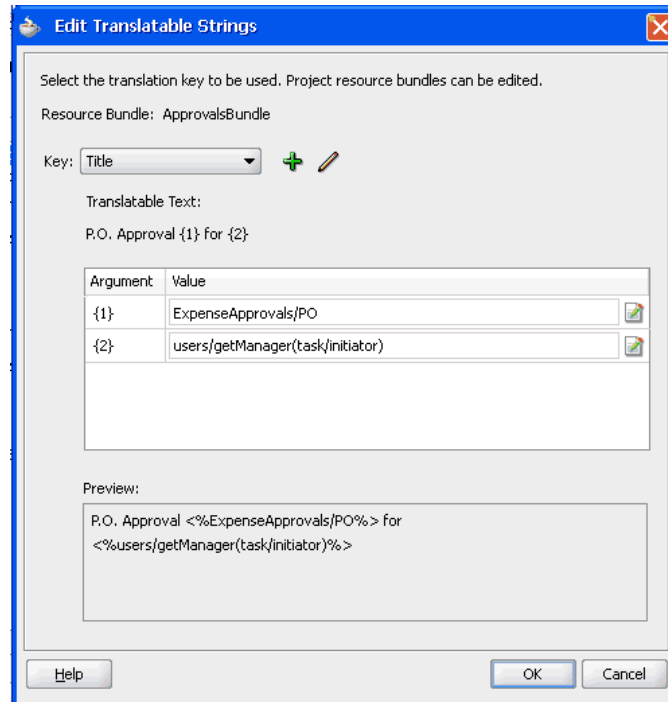 Edit Translatable Strings
Select the translation key to be used. Project resource bundles can be edited.
Resource Bundle: ApprovalsBundle
Key: Title
Translatable Text:
P.O. Approval {1} for {2}
Argument Value
{1} ExpenseApprovals/PO
{2} users/getManager(task/initiator)
Preview:
P.O. Approval <%ExpenseApprovals/PO%> for
<%users/getManager(task/initiator)%>
Help OK Cancel